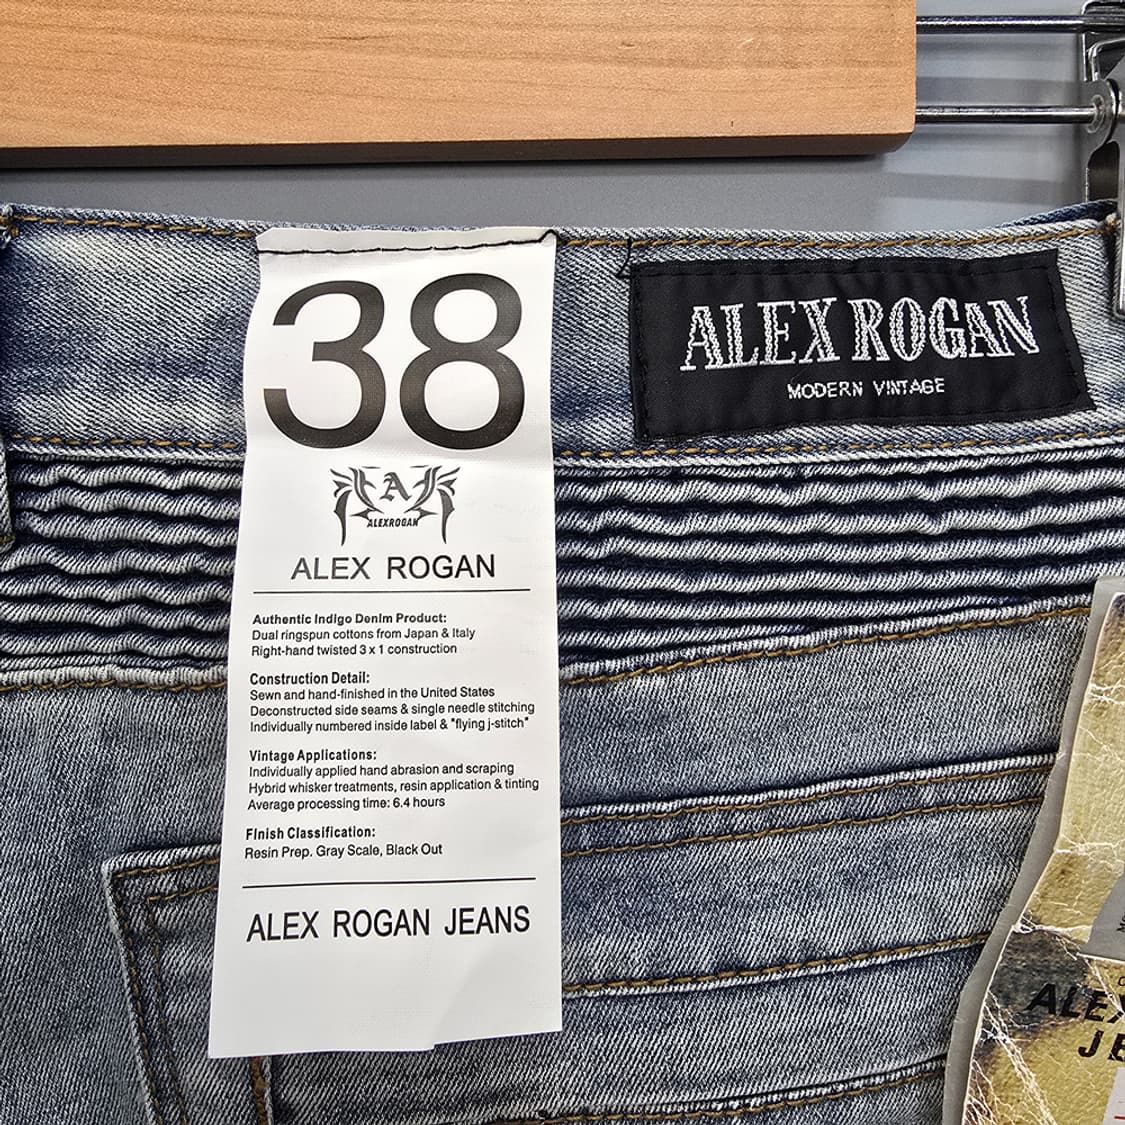 38
ALEXROGAN
ALEX ROGAN
Authentic Indigo Denim Product:
Dual ringspun cottons from Japan & Italy
Right-hand twisted 3 x 1 construction
Construction Detail:
Sewn and hand-finished in the United States
Deconstructed side seams & single needle stitching
Individually numbered inside label & "flying j-stitch"
Vintage Applications:
Individually applied hand abrasion and scraping
Hybrid whisker treatments, resin application & tinting
Average processing time: 6.4 hours
FInish Classification:
Resin Prep. Gray Scale, Black Out
ALEX ROGAN JEANS
ALEX ROGAN
MODERN VINTAGE
ALEX
JE